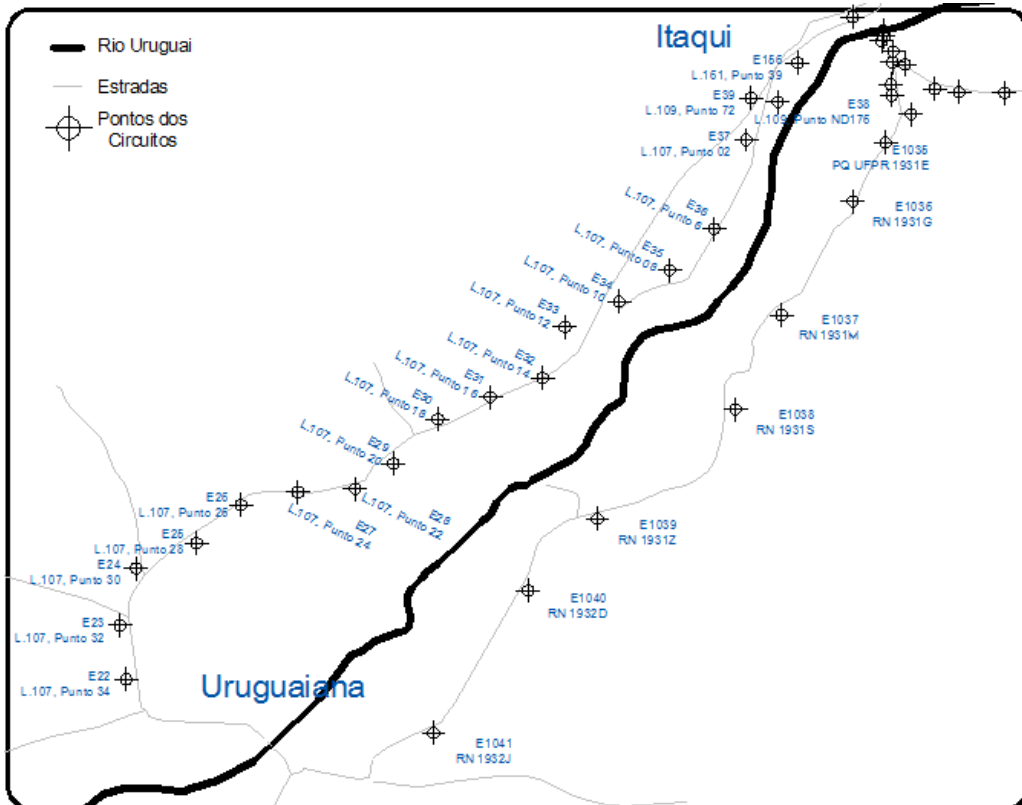 Rio Uruguai
Estradas
Pontos dos
Circuitos
Itaqui
E156
L.161, Punto 39
E39
L.109, Punto 72
E38
L.109, Punto ND176
E37
L.107, Punto 02
E1035
PQ UFPR 1931E
E36
L.107, Punto 6
E1036
RN 1931G
E35
L.107, Punto 08
E34
L.107, Punto 10
E33
L.107, Punto 12
E1037
RN 1931M
E32
L.107, Punto 14
E31
L.107, Punto 16
E30
L.107, Punto 18
E1038
RN 1931S
E29
L.107, Punto 20
E28
L.107, Punto 22
E27
L.107, Punto 24
E26
L.107, Punto 26
E1039
RN 1931Z
E25
L.107, Punto 28
E24
L.107, Punto 30
E1040
RN 1932D
E23
L.107, Punto 32
E22
L.107, Punto 34
Uruguaiana
E1041
RN 1932J